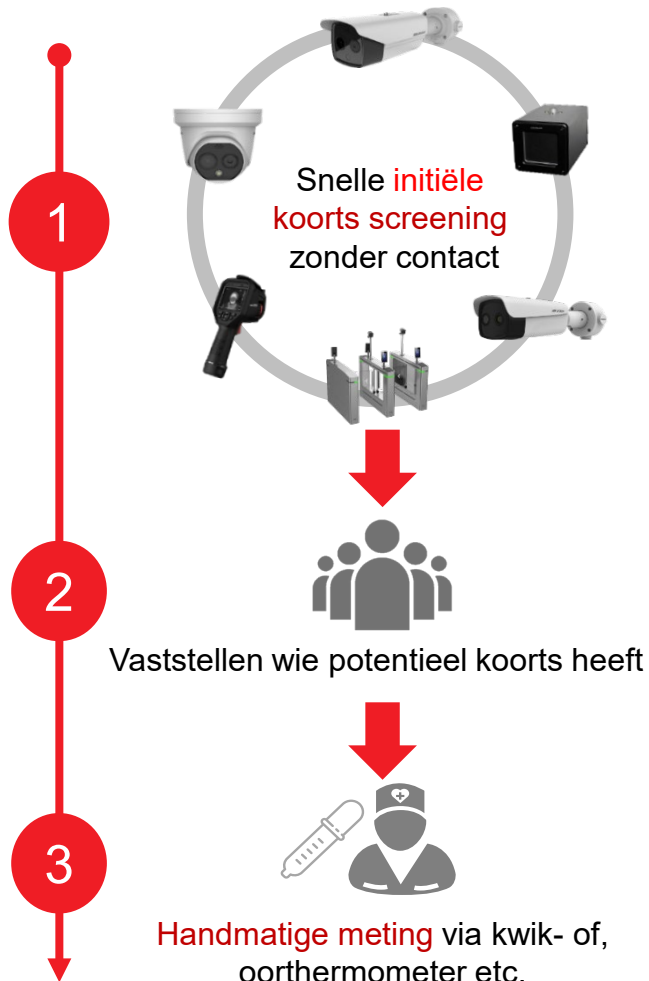 1
Snelle initiële
koorts screening
zonder contact
2
Vaststellen wie potentieel koorts heeft
3
Handmatige meting via kwik- of,
oorthermometer etc.